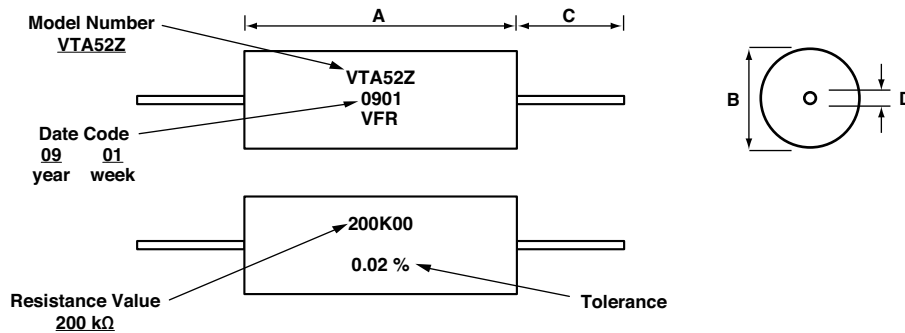 A
C
Model Number
VTA52Z
VTA52Z
0901
VFR
B
D
Date Code
09 01
year week
200K00
0.02 %
Resistance Value
200 kΩ
Tolerance